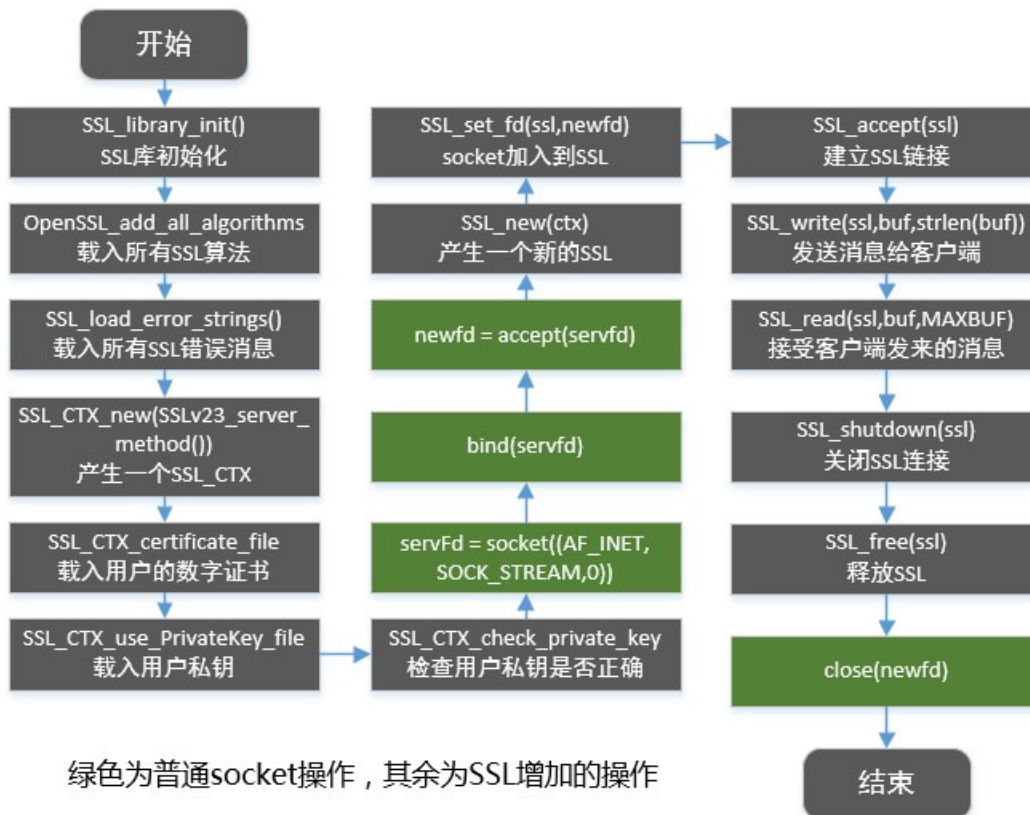 开始
SSL_library_init()
SSL库初始化
OpenSSL_add_all_algorithms
载入所有SSL算法
SSL_load_error_strings()
载入所有SSL错误消息
SSL_CTX_new(SSLv23_server_
method())
产生一个SSL_CTX
SSL_CTX_certificate_file
载入用户的数字证书
SSL_CTX_use_PrivateKey_file
载入用户私钥
SSL_CTX_check_private_key
检查用户私钥是否正确
servFd = socket((AF_INET,
SOCK_STREAM,0))
bind(servfd)
newfd = accept(servfd)
SSL_new(ctx)
产生一个新的SSL
SSL_set_fd(ssl,newfd)
socket加入到SSL
SSL_accept(ssl)
建立SSL链接
SSL_write(ssl,buf,strlen(buf))
发送消息给客户端
SSL_read(ssl,buf,MAXBUF)
接受客户端发来的消息
SSL_shutdown(ssl)
关闭SSL连接
SSL_free(ssl)
释放SSL
close(newfd)
结束
绿色为普通socket操作，其余为SSL增加的操作